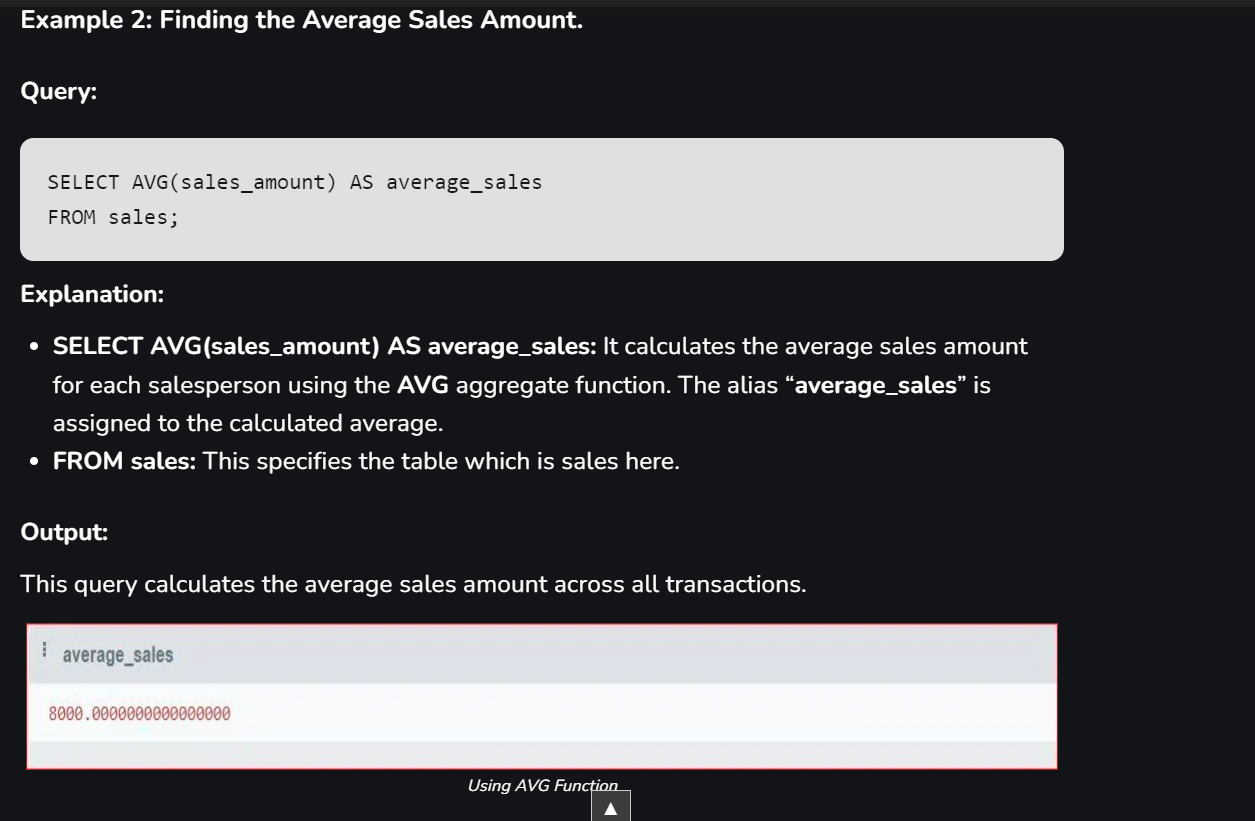 Example 2: Finding the Average Sales Amount.
Query:
SELECT AVG(sales_amount) AS average_sales
FROM sales;
Explanation:
• SELECT AVG(sales_amount) AS average_sales: It calculates the average sales amount
for each salesperson using the AVG aggregate function. The alias “average_sales” is
assigned to the calculated average.
• FROM sales: This specifies the table which is sales here.
Output:
This query calculates the average sales amount across all transactions.
average_sales
8000.0000000000000000
Using AVG Function